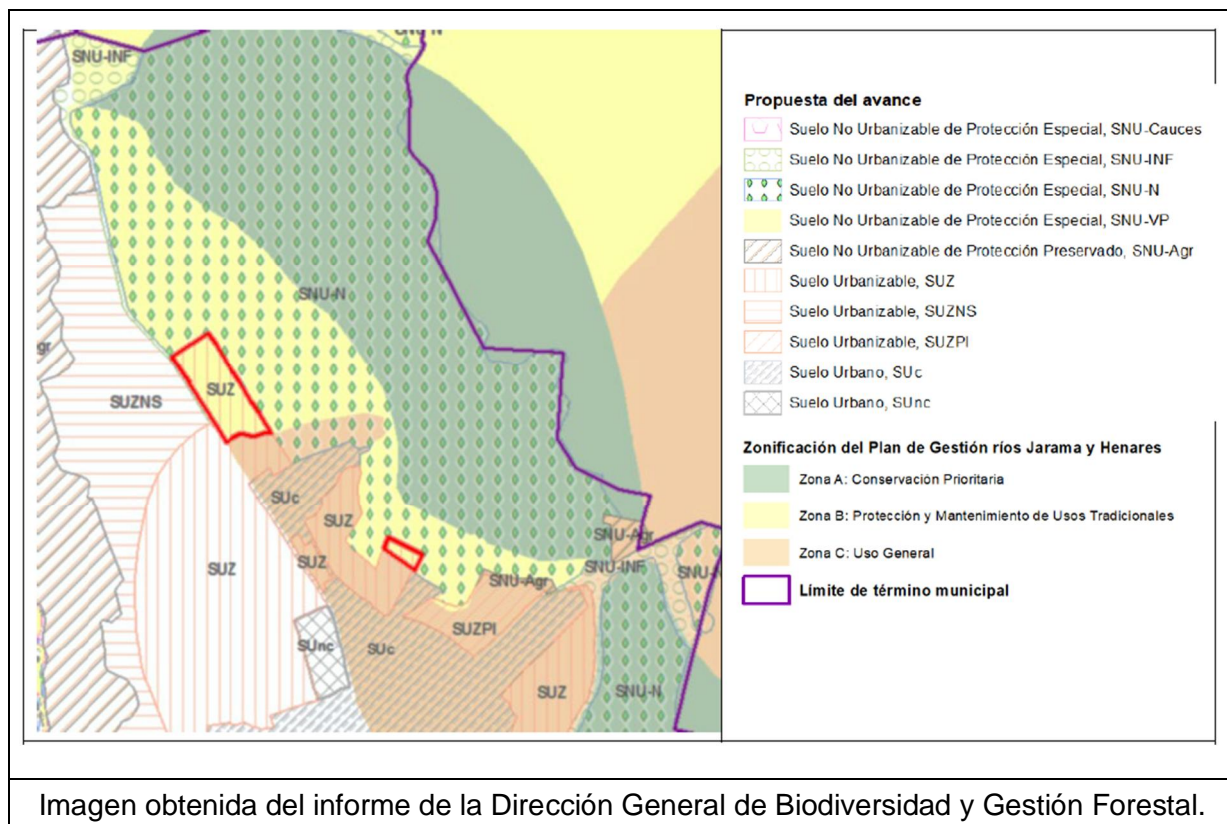 SNU-N
SNU-INF
SNU-N
SUZ
SUZNS
SUc
SUZ
SUZ
SUZ
SNU-Agr
SNU-INF
SNU-Agr
SUZPI
SUnc
SUc
SUZ
SNU-N
Propuesta del avance
Suelo No Urbanizable de Protección Especial, SNU-Cauces
Suelo No Urbanizable de Protección Especial, SNU-INF
Suelo No Urbanizable de Protección Especial, SNU-N
Suelo No Urbanizable de Protección Especial, SNU-VP
Suelo No Urbanizable de Protección Preservado, SNU-Agr
Suelo Urbanizable, SUZ
Suelo Urbanizable, SUZNS
Suelo Urbanizable, SUZPI
Suelo Urbano, SUc
Suelo Urbano, SUnc
Zonificación del Plan de Gestión ríos Jarama y Henares
Zona A: Conservación Prioritaria
Zona B: Protección y Mantenimiento de Usos Tradicionales
Zona C: Uso General
Límite de término municipal
Imagen obtenida del informe de la Dirección General de Biodiversidad y Gestión Forestal.